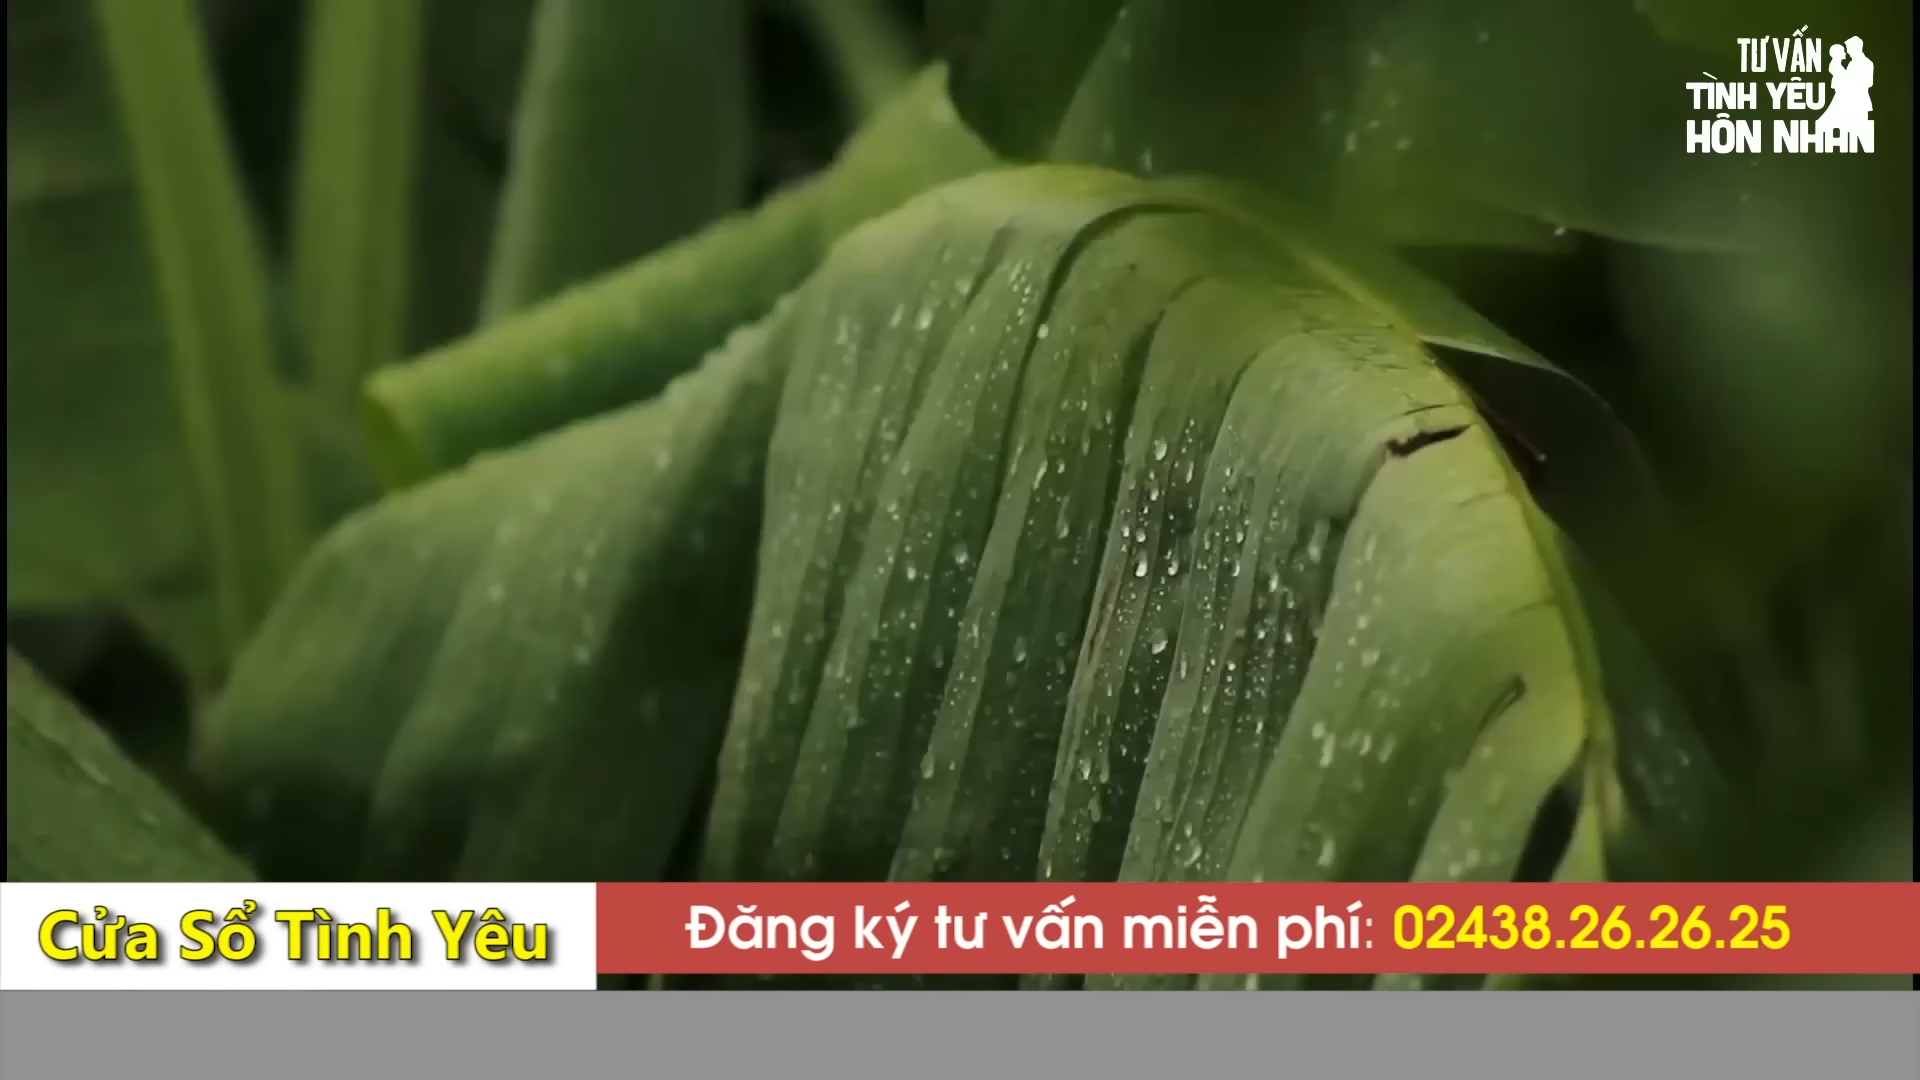 TƯ VẤN
TÌNH YÊU
HÔN NHAN
Cửa Sổ Tình Yêu
Đăng ký tư vấn miễn phí: 02438.26.26.25